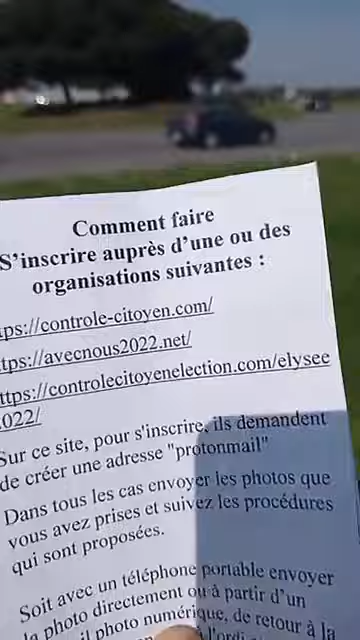 Comment faire
S'inscrire auprès d'une ou des
organisations suivantes :
tps://controle-citoyen.com/
ttps://avecnous2022.net/
ttps://controlecitoyenelection.com/elysee
022/
Sur ce site, pour s'inscrire, ils demandent
de créer une adresse "protonmail"
Dans tous les cas envoyer les photos que
vous avez prises et suivez les procédures
qui sont proposées.
Soit avec un téléphone portable envoyer
la photo directement ou à partir d'un
photo numérique, de retour à la